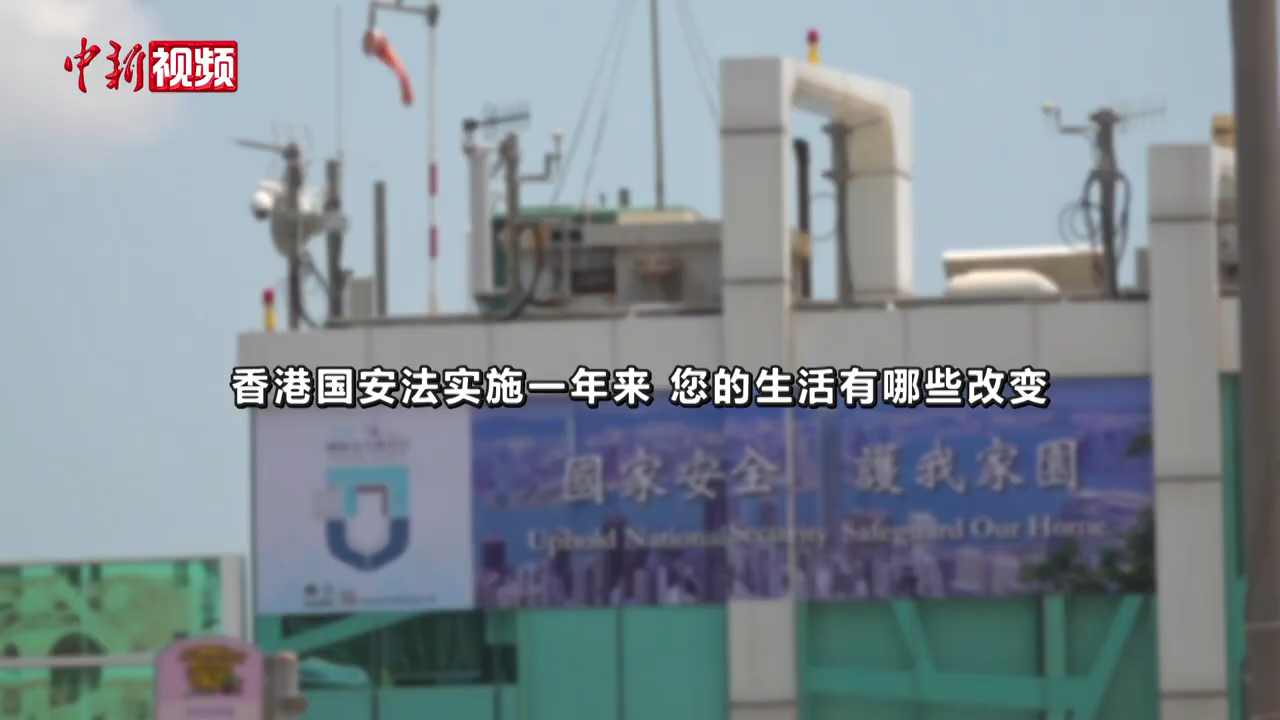 中新视频
香港国安法实施一年来 您的生活有哪些改变
國家安全 護我家園
Uphold National Security Safeguard Our Home